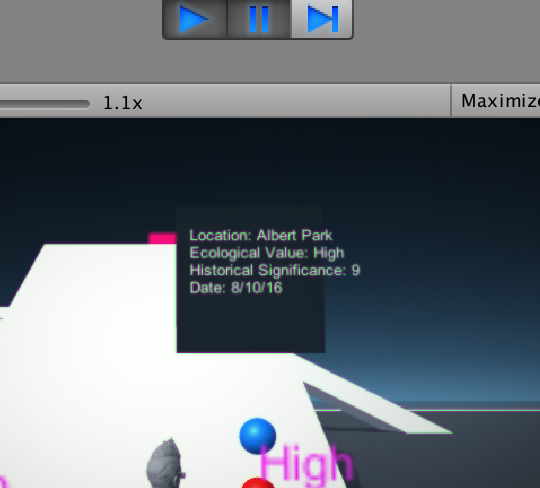 1.1x
Maximize
Location: Albert Park
Ecological Value: High
Historical Significance: 9
Date: 8/10/16
High